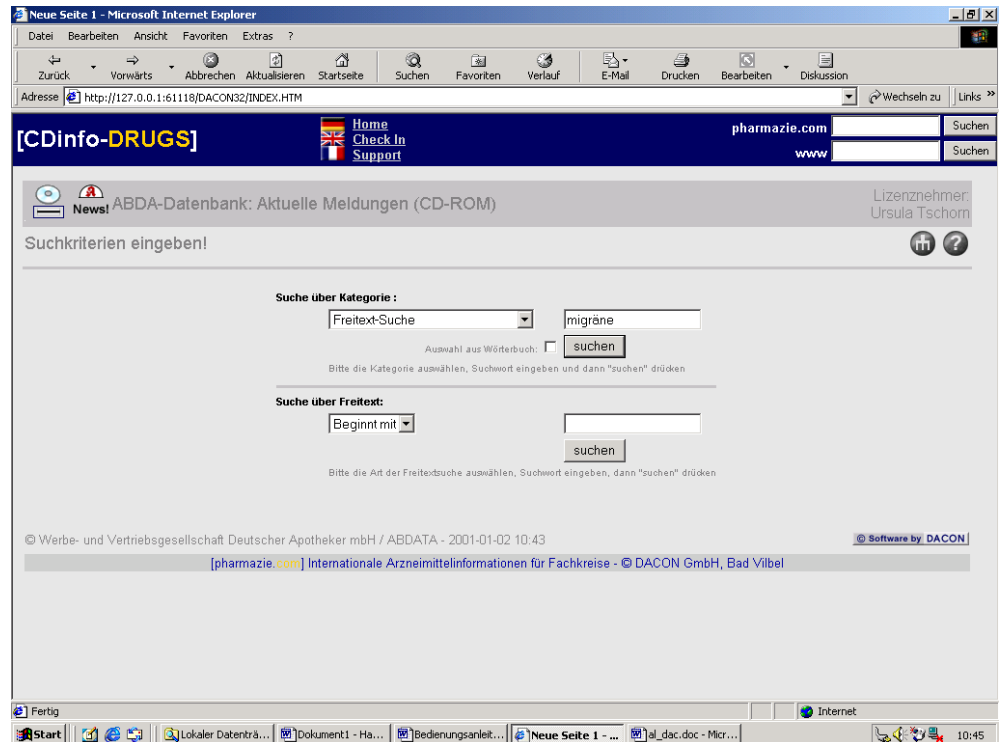 Neue Seite 1 - Microsoft Internet Explorer
Datei Bearbeiten Ansicht Favoriten Extras ?
Zurück Vorwärts Abbrechen Aktualisieren Startseite Suchen Favoriten Verlauf E-Mail Drucken Bearbeiten Diskussion
Adresse http://127.0.0.1:61118/DACON32/INDEX.HTM Wechseln zu Links »
[CDinfo-DRUGS]
Home
Check In
Support
pharmazie.com Suchen
www Suchen
News! ABDA-Datenbank: Aktuelle Meldungen (CD-ROM)
Lizenznehmer:
Ursula Tschorn
Suchkriterien eingeben!
?
Suche über Kategorie :
Freitext-Suche migräne
Auswahl aus Wörterbuch: suchen
Bitte die Kategorie auswählen, Suchwort eingeben und dann "suchen" drücken
Suche über Freitext:
Beginnt mit
suchen
Bitte die Art der Freitextsuche auswählen, Suchwort eingeben, dann "suchen" drücken
© Werbe- und Vertriebsgesellschaft Deutscher Apotheker mbH / ABDATA - 2001-01-02 10:43
© Software by DACON
[pharmazie.com] Internationale Arzneimittelinformationen für Fachkreise - © DACON GmbH, Bad Vilbel
Fertig Internet
Start Lokaler Datenträ... Dokument1 - Ha... Bedienungsanleit... Neue Seite 1 - ... al_dac.doc - Micr... 10:45